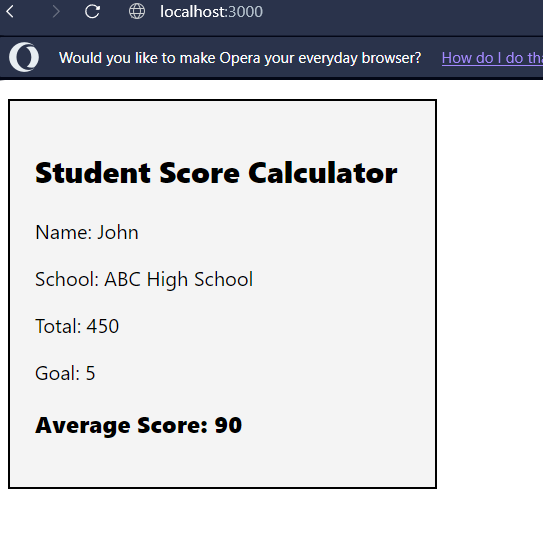 localhost:3000
Would you like to make Opera your everyday browser? How do I do tha
Student Score Calculator
Name: John
School: ABC High School
Total: 450
Goal: 5
Average Score: 90